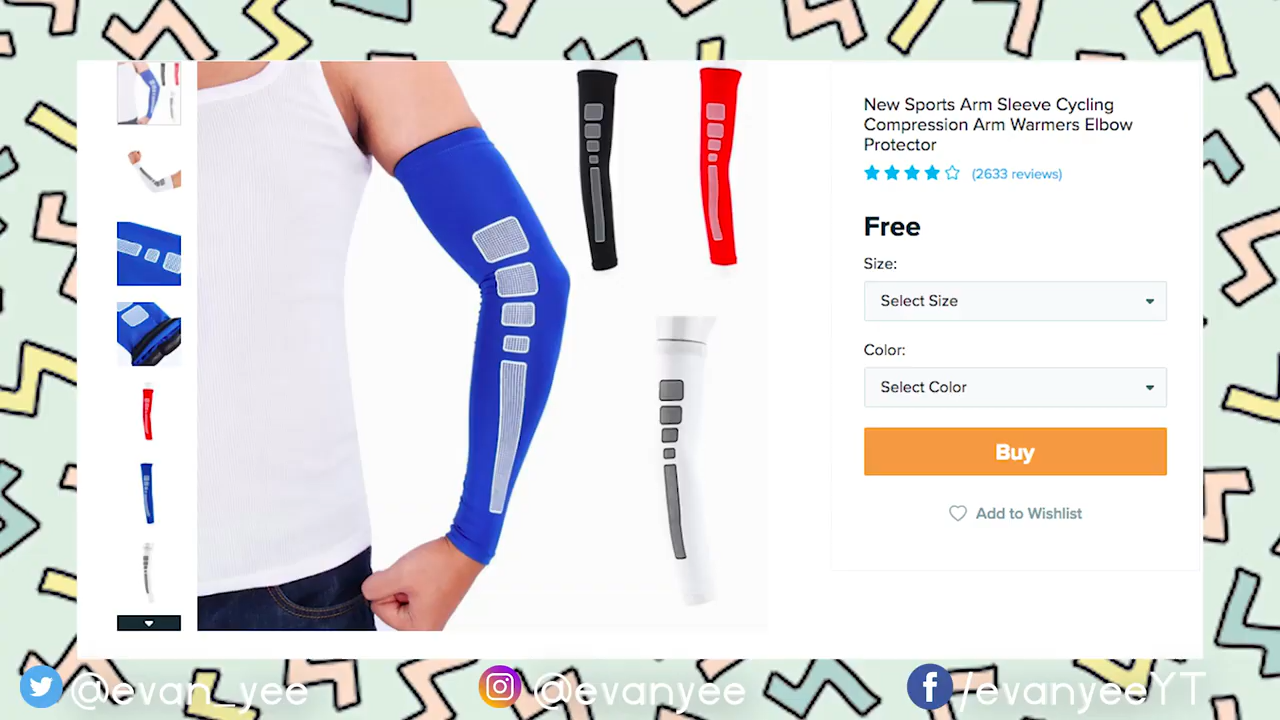 New Sports Arm Sleeve Cycling
Compression Arm Warmers Elbow
Protector
(2633 reviews)
Free
Size:
Select Size
Color:
Select Color
Buy
Add to Wishlist
@evan_yee
@evanyee
/evanyeeYT